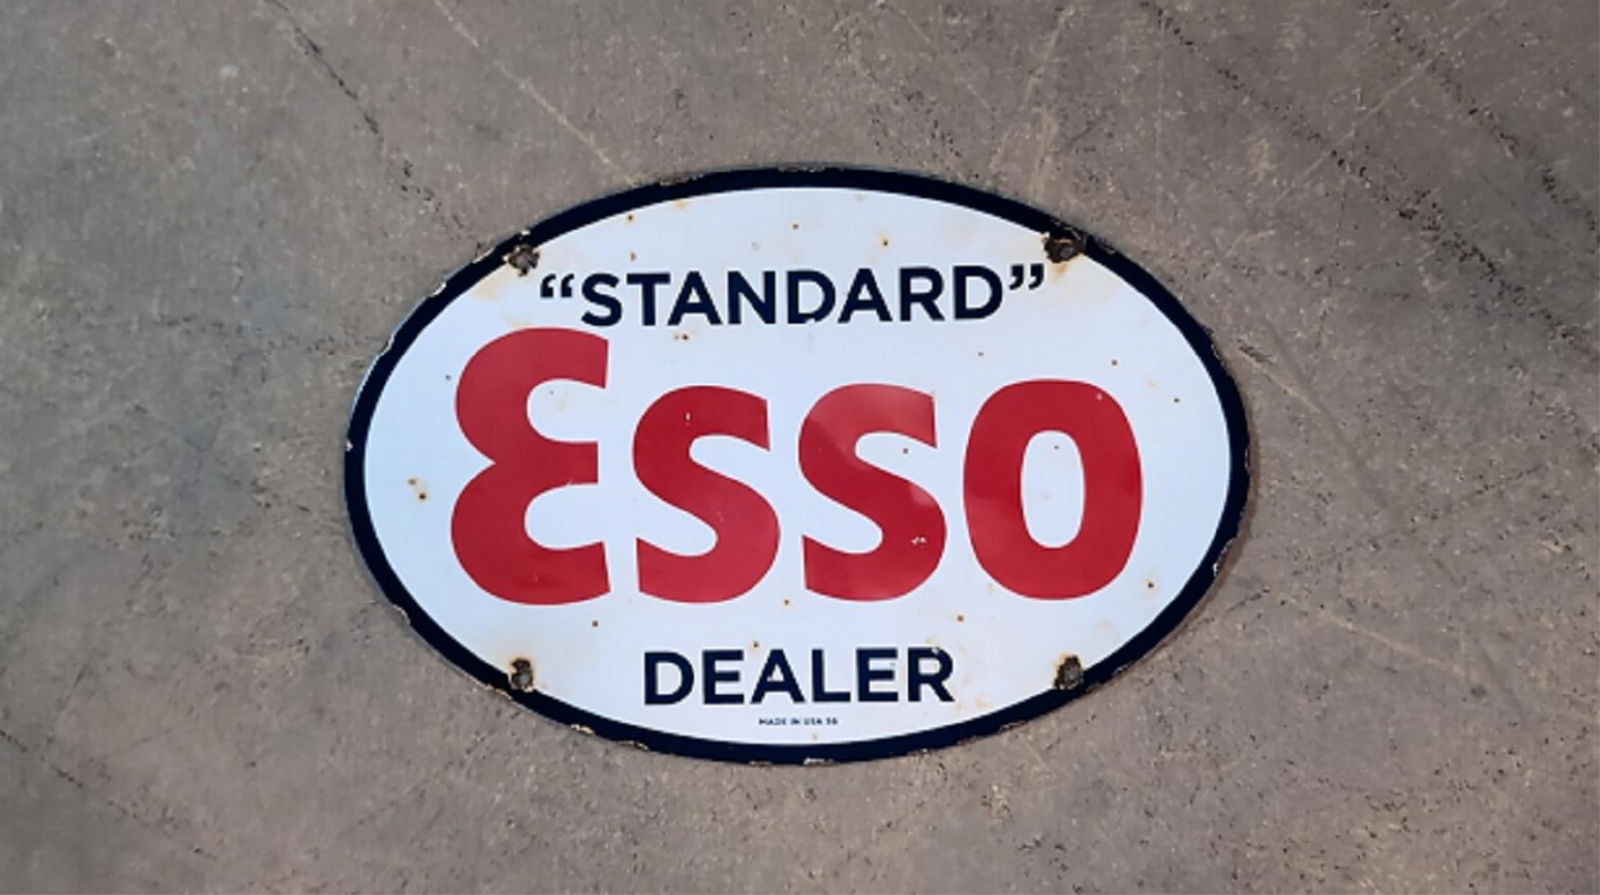 “STANDARD”
Esso
DEALER
MADE IN USA 56